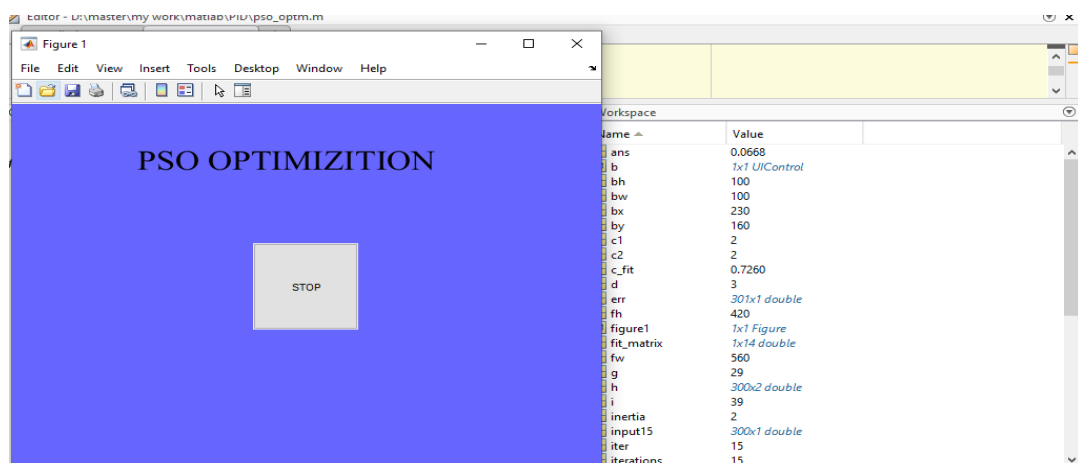 Editor - D:\master\my work\matlab\PID\pso_optm.m
Figure 1
File Edit View Insert Tools Desktop Window Help
PSO OPTIMIZITION
STOP
Workspace
Name Value
ans 0.0668
b 1x1 UIControl
bh 100
bw 100
bx 230
by 160
c1 2
c2 2
c_fit 0.7260
d 3
err 301x1 double
fh 420
figure1 1x1 Figure
fit_matrix 1x14 double
fw 560
g 29
h 300x2 double
i 39
inertia 2
input15 300x1 double
iter 15
iterations 15